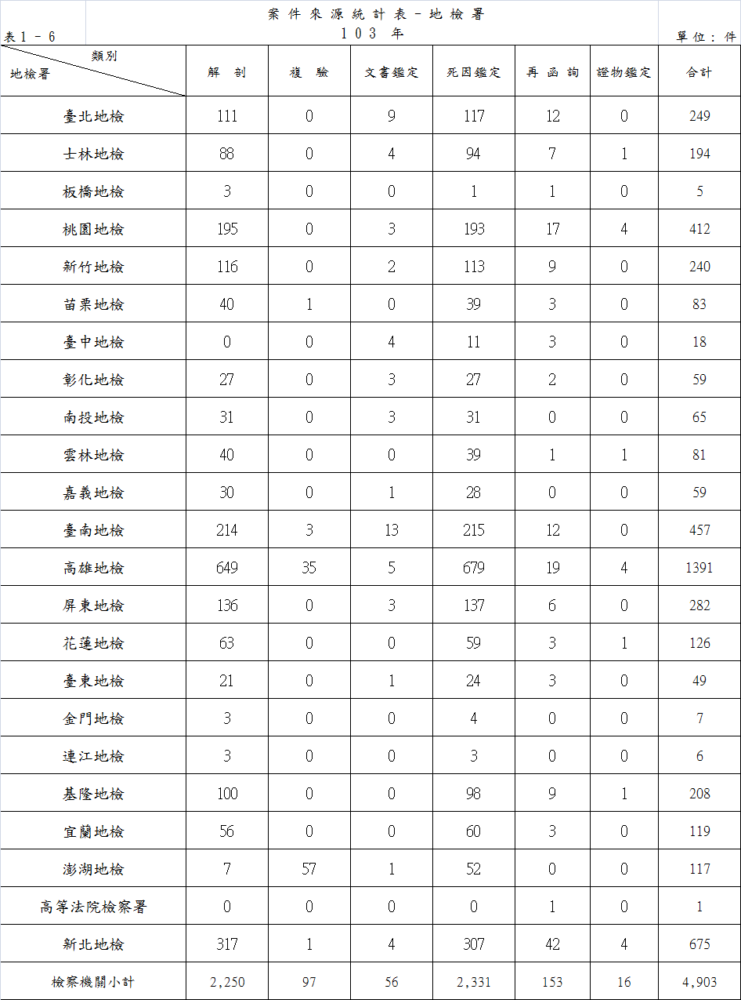 案件來源統計表-地檢署
103 年
表1-6 單位：件
類別
地檢署 解剖 複驗 文書鑑定 死因鑑定 再函詢 證物鑑定 合計
臺北地檢 111 0 9 117 12 0 249
士林地檢 88 0 4 94 7 1 194
板橋地檢 3 0 0 1 1 0 5
桃園地檢 195 0 3 193 17 4 412
新竹地檢 116 0 2 113 9 0 240
苗栗地檢 40 1 0 39 3 0 83
臺中地檢 0 0 4 11 3 0 18
彰化地檢 27 0 3 27 2 0 59
南投地檢 31 0 3 31 0 0 65
雲林地檢 40 0 0 39 1 1 81
嘉義地檢 30 0 1 28 0 0 59
臺南地檢 214 3 13 215 12 0 457
高雄地檢 649 35 5 679 19 4 1391
屏東地檢 136 0 3 137 6 0 282
花蓮地檢 63 0 0 59 3 1 126
臺東地檢 21 0 1 24 3 0 49
金門地檢 3 0 0 4 0 0 7
連江地檢 3 0 0 3 0 0 6
基隆地檢 100 0 0 98 9 1 208
宜蘭地檢 56 0 0 60 3 0 119
澎湖地檢 7 57 1 52 0 0 117
高等法院檢察署 0 0 0 0 1 0 1
新北地檢 317 1 4 307 42 4 675
檢察機關小計 2,250 97 56 2,331 153 16 4,903